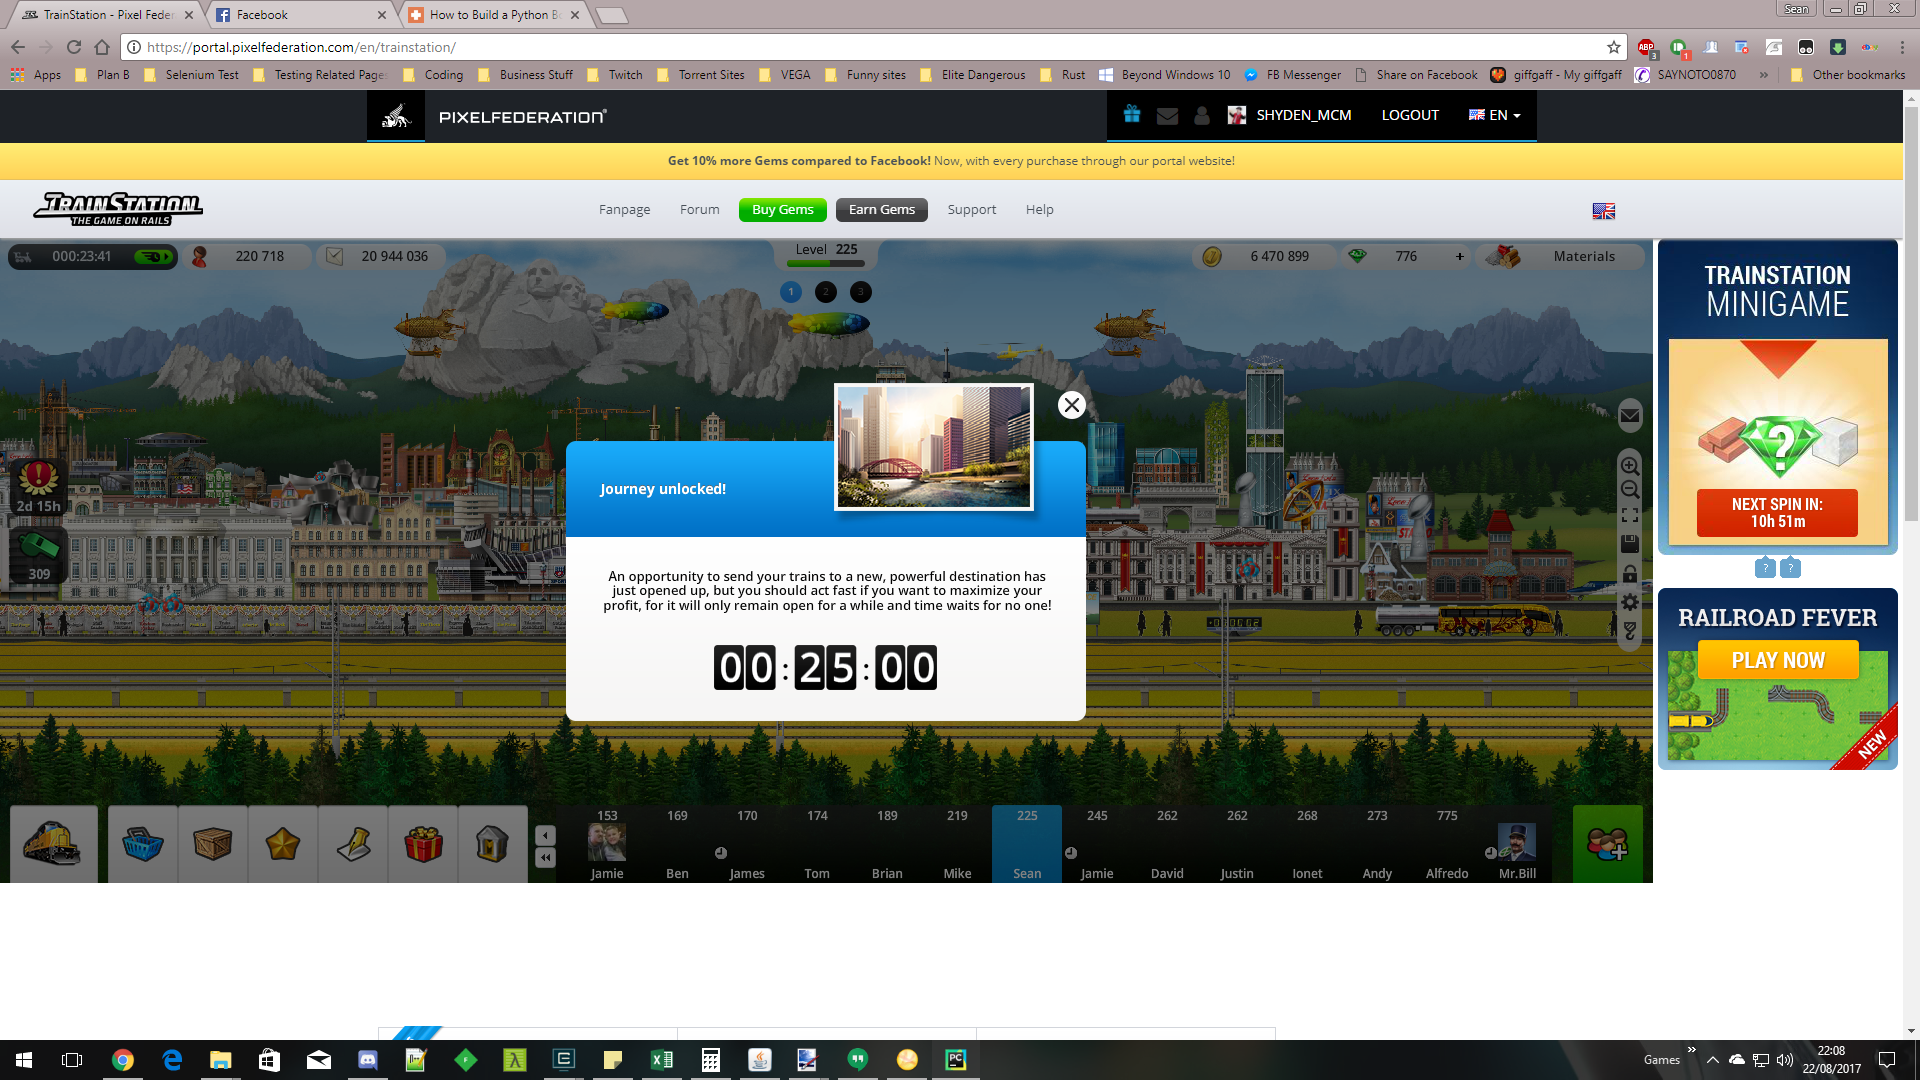 TrainStation - Pixel Feder
Facebook
How to Build a Python Bo
Sean
https://portal.pixelfederation.com/en/trainstation/
ABP
3
1
Apps
Plan B
Selenium Test
Testing Related Pages
Coding
Business Stuff
Twitch
Torrent Sites
VEGA
Funny sites
Elite Dangerous
Rust
Beyond Windows 10
FB Messenger
Share on Facebook
giffgaff - My giffgaff
SAYNOTO0870
»
Other bookmarks
PIXELFEDERATION
SHYDEN_MCM
LOGOUT
EN
Get 10% more Gems compared to Facebook! Now, with every purchase through our portal website!
TRAINSTATION
THE GAME ON RAILS
Fanpage
Forum
Buy Gems
Earn Gems
Support
Help
000:23:41
220 718
20 944 036
Level 225
6 470 899
776
+
Materials
1
2
3
TRAINSTATION
MINIGAME
?
NEXT SPIN IN:
10h 51m
? ?
RAILROAD FEVER
PLAY NOW
NEW
2d 15h
309
Journey unlocked!
An opportunity to send your trains to a new, powerful destination has
just opened up, but you should act fast if you want to maximize your
profit, for it will only remain open for a while and time waits for no one!
00:25:00
153
169
170
174
189
219
225
245
262
262
268
273
775
Jamie
Ben
James
Tom
Brian
Mike
Sean
Jamie
David
Justin
Ionet
Andy
Alfredo
Mr.Bill
PC
Games
»
22:08
22/08/2017